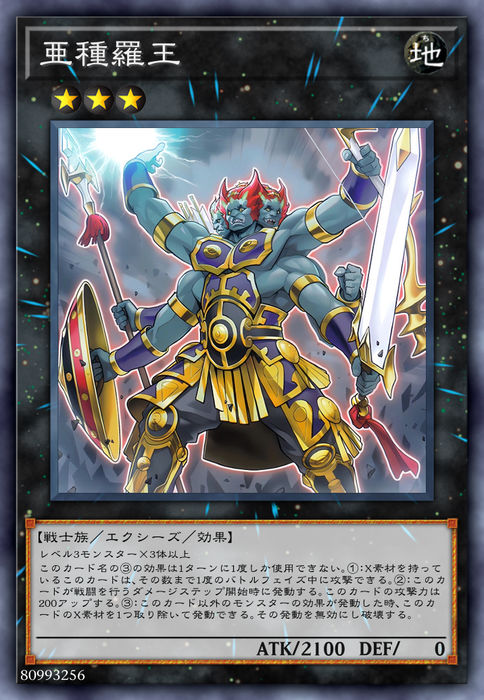 亜種羅王
ち
地
【戦士族／エクシーズ／効果】
レベル3モンスター×3体以上
このカード名の③の効果は1ターンに1度しか使用できない。①：X素材を持って
いるこのカードは、その数まで1度のバトルフェイズ中に攻撃できる。②：このカ
ードが戦闘を行うダメージステップ開始時に発動する。このカードの攻撃力は
200アップする。③：このカード以外のモンスターの効果が発動した時、このカー
ドのX素材を1つ取り除いて発動できる。その発動を無効にし破壊する。
ATK/2100 DEF/ 0
80993256